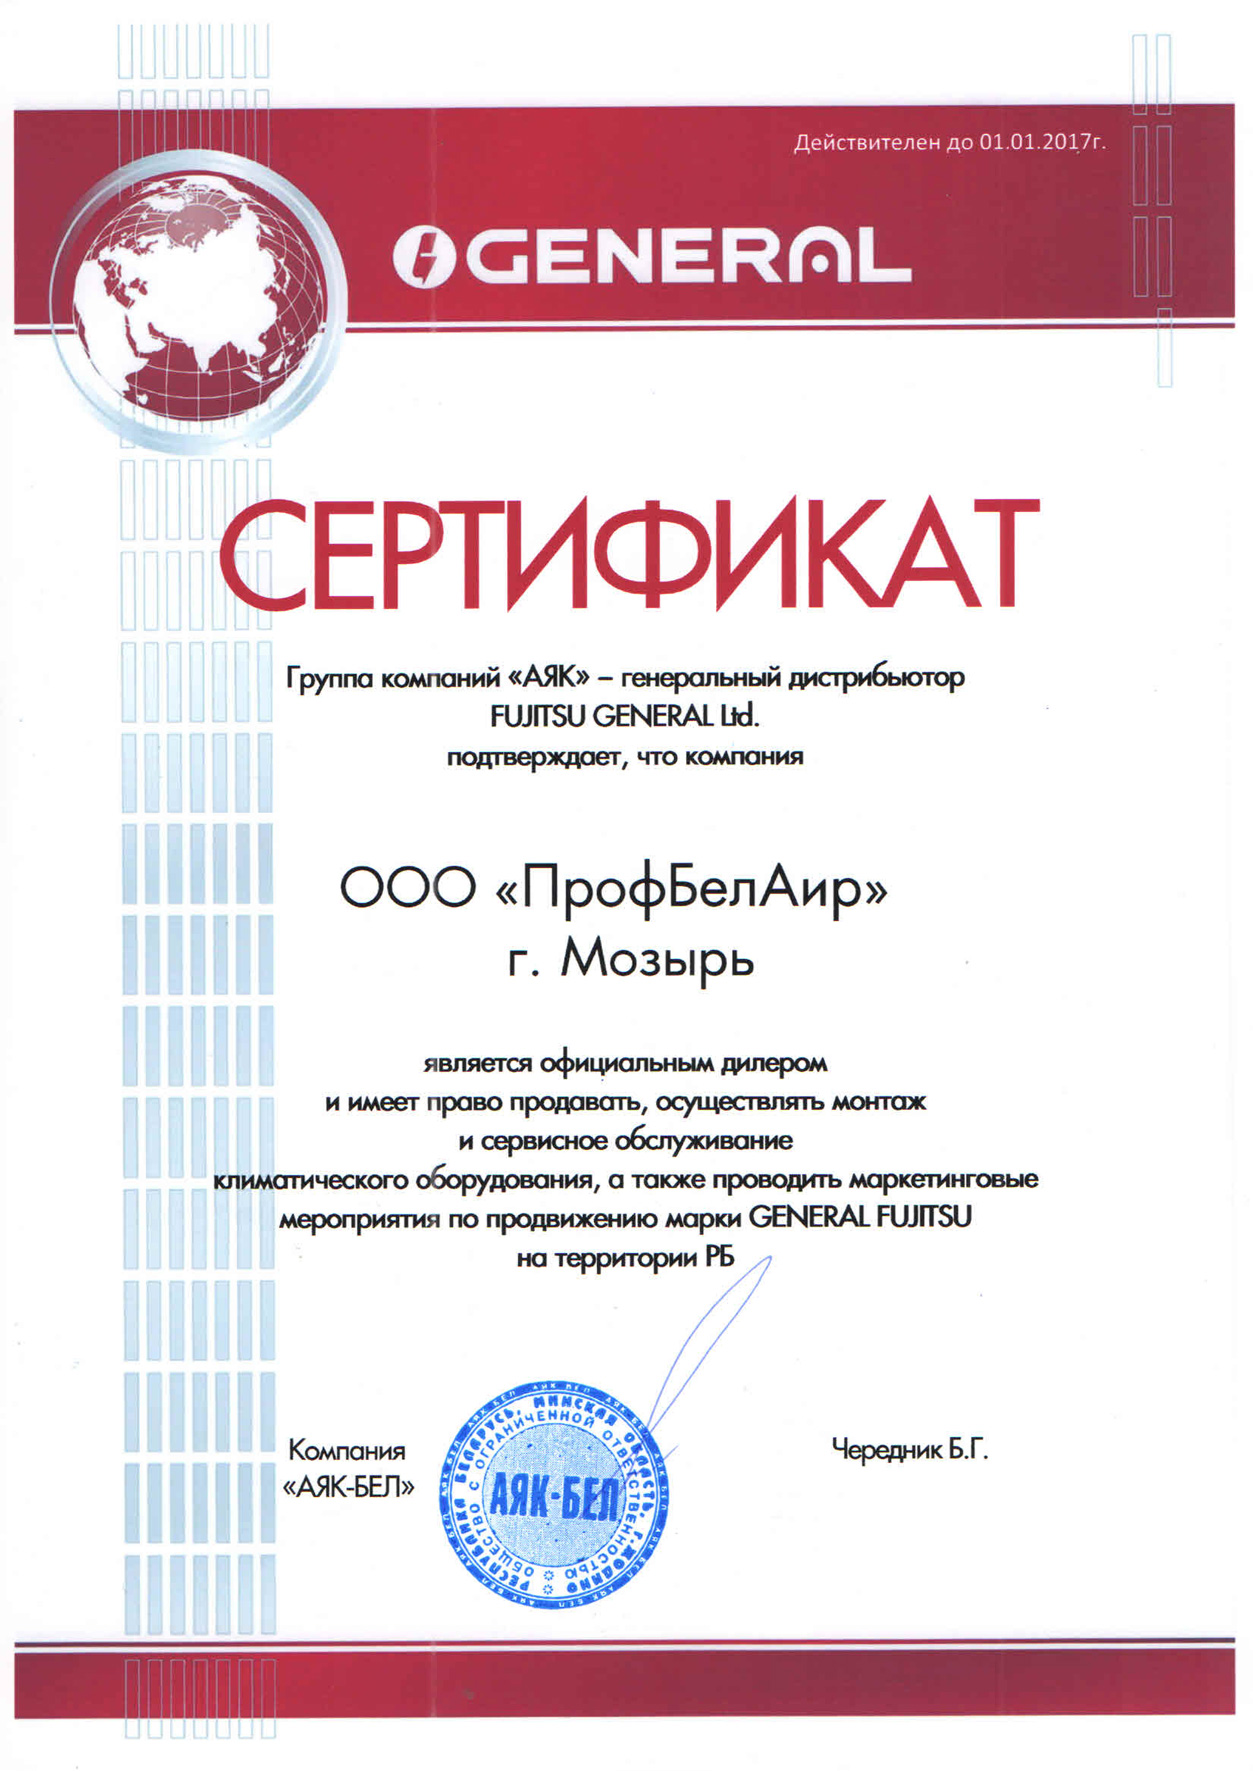 Действителен до 01.01.2017г.
GENERAL
СЕРТИФИКАТ
Группа компаний «АЯК» – генеральный дистрибьютор
FUJITSU GENERAL Ltd.
подтверждает, что компания
ООО «ПрофБелАир»
г. Мозырь
является официальным дилером
и имеет право продавать, осуществлять монтаж
и сервисное обслуживание
климатического оборудования, а также проводить маркетинговые
мероприятия по продвижению марки GENERAL FUJITSU
на территории РБ
Компания
«АЯК-БЕЛ»
РЕСПУБЛИКА БЕЛАРУСЬ, МИНСКАЯ ОБЛАСТЬ, Г.ЖОДИНО
ОБЩЕСТВО С ОГРАНИЧЕННОЙ ОТВЕТСТВЕННОСТЬЮ
АЯК-БЕЛ
Чередник Б.Г.